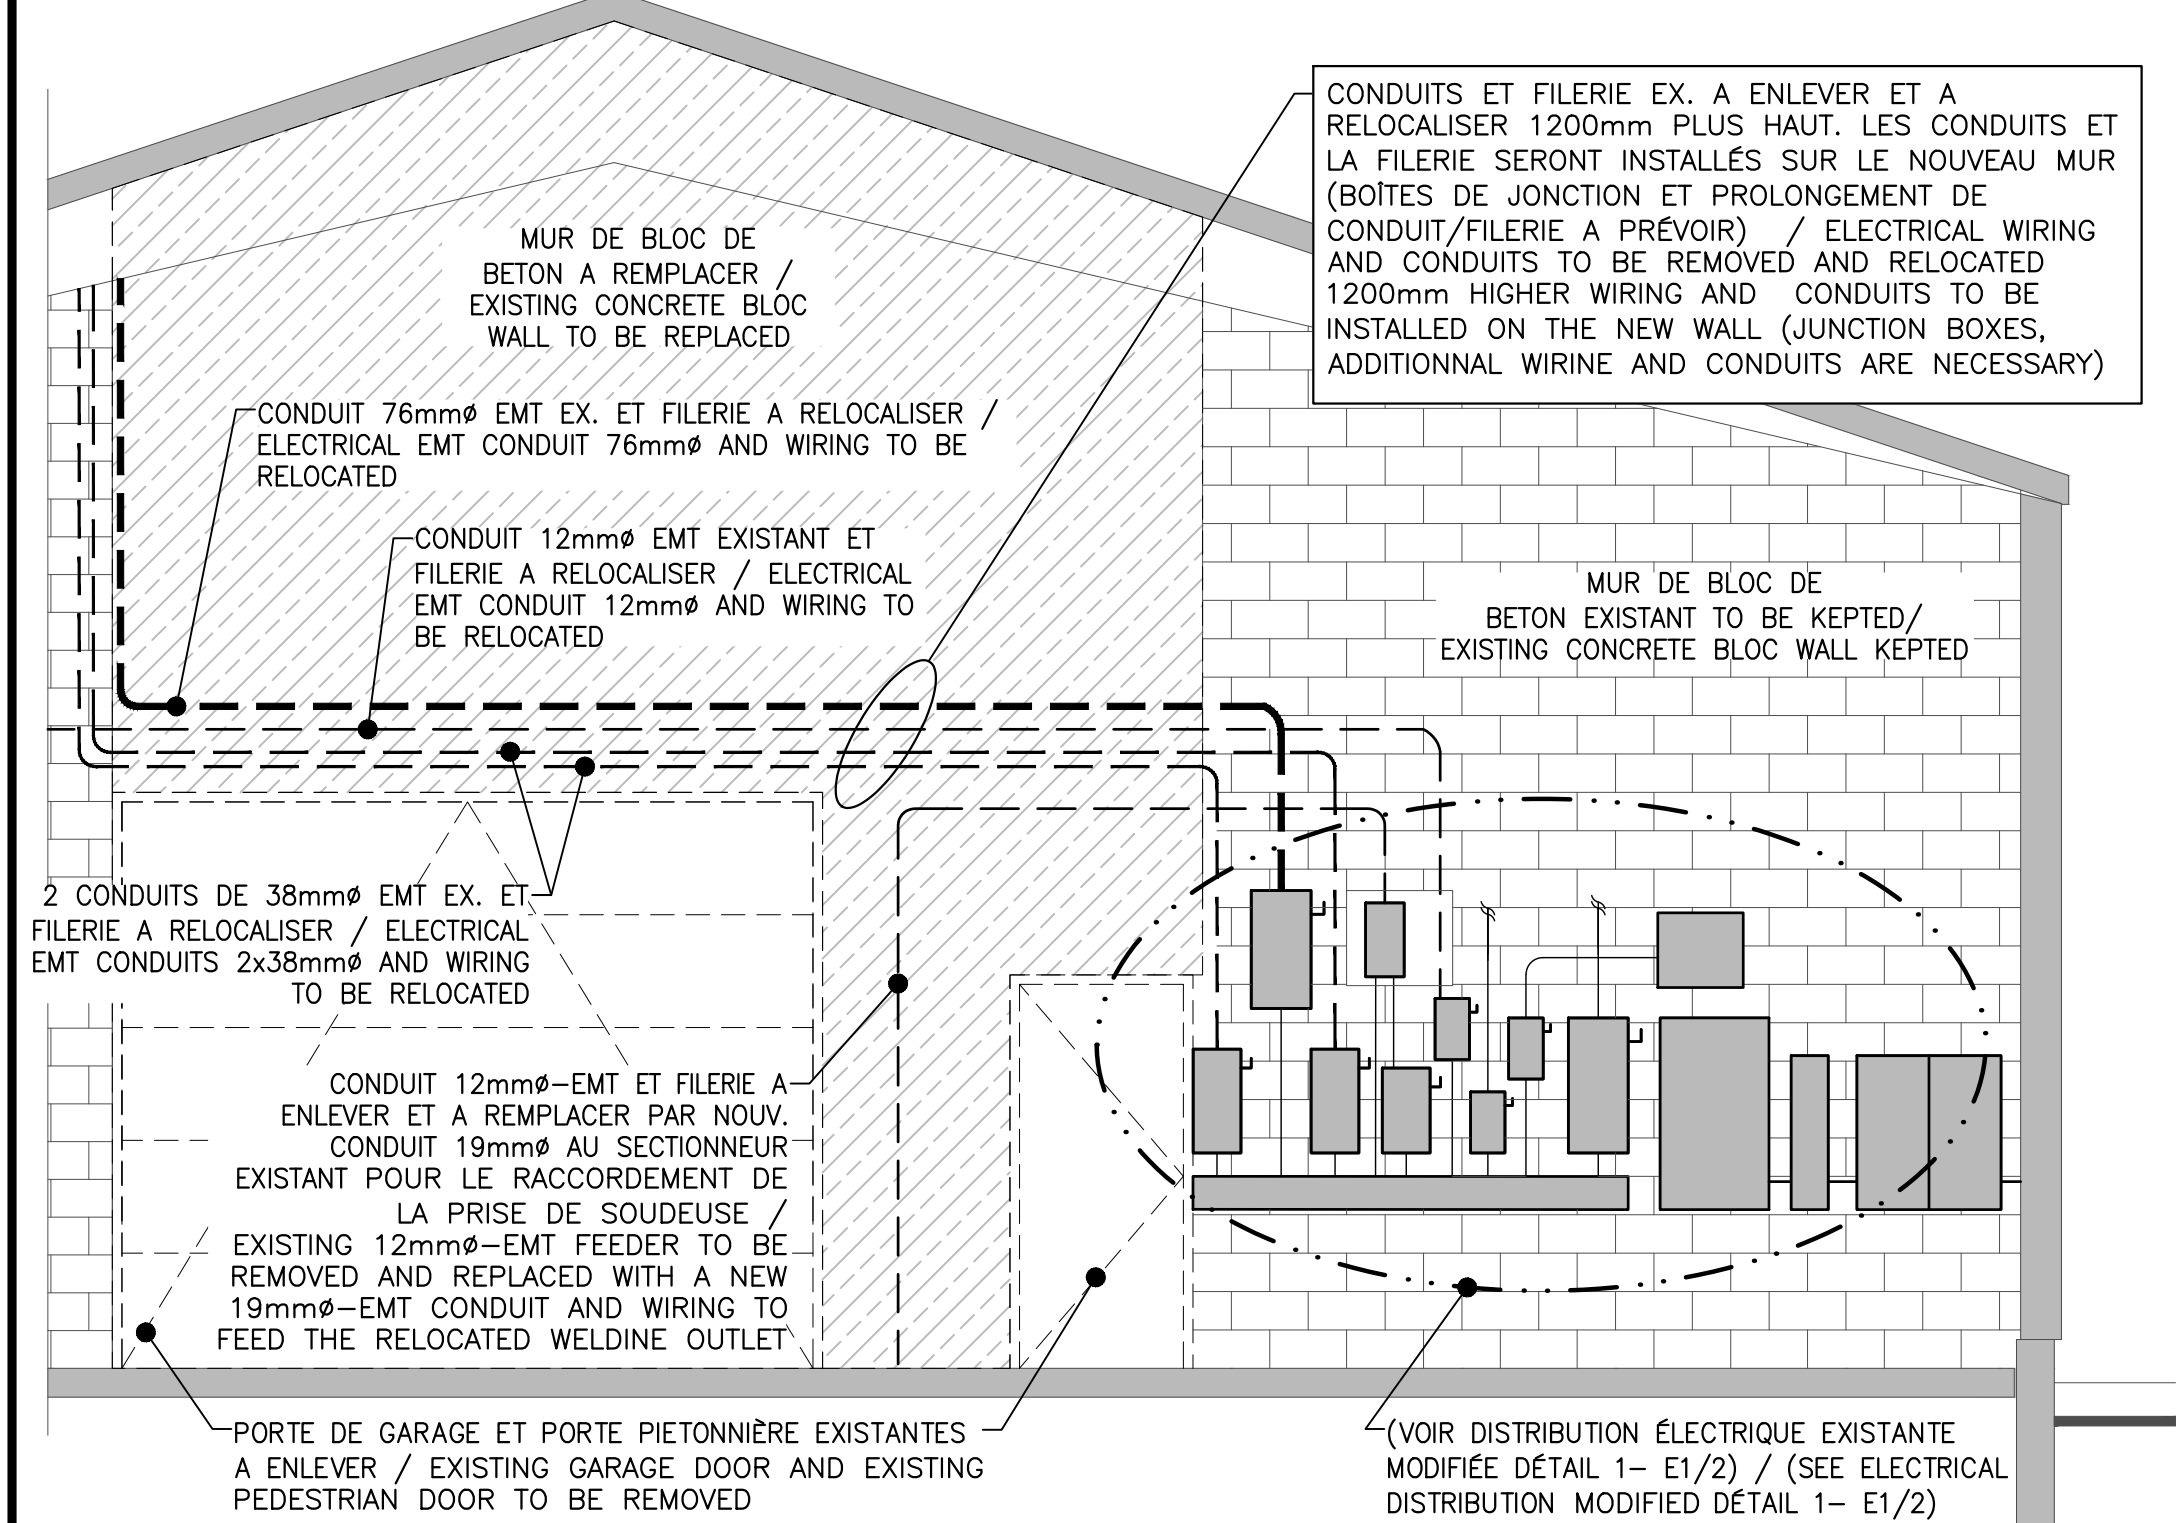 CONDUITS ET FILERIE EX. A ENLEVER ET A
RELOCALISER 1200mm PLUS HAUT. LES CONDUITS ET
LA FILERIE SERONT INSTALLÉS SUR LE NOUVEAU MUR
(BOÎTES DE JONCTION ET PROLONGEMENT DE
CONDUIT/FILERIE A PRÉVOIR) / ELECTRICAL WIRING
AND CONDUITS TO BE REMOVED AND RELOCATED
1200mm HIGHER WIRING AND CONDUITS TO BE
INSTALLED ON THE NEW WALL (JUNCTION BOXES,
ADDITIONNAL WIRINE AND CONDUITS ARE NECESSARY)
MUR DE BLOC DE
BETON A REMPLACER /
EXISTING CONCRETE BLOC
WALL TO BE REPLACED
CONDUIT 76mmø EMT EX. ET FILERIE A RELOCALISER /
ELECTRICAL EMT CONDUIT 76mmø AND WIRING TO BE
RELOCATED
CONDUIT 12mmø EMT EXISTANT ET
FILERIE A RELOCALISER / ELECTRICAL
EMT CONDUIT 12mmø AND WIRING TO
BE RELOCATED
MUR DE BLOC DE
BETON EXISTANT TO BE KEPTED/
EXISTING CONCRETE BLOC WALL KEPTED
2 CONDUITS DE 38mmø EMT EX. ET
FILERIE A RELOCALISER / ELECTRICAL
EMT CONDUITS 2x38mmø AND WIRING
TO BE RELOCATED
CONDUIT 12mmø-EMT ET FILERIE A
ENLEVER ET A REMPLACER PAR NOUV.
CONDUIT 19mmø AU SECTIONNEUR
EXISTANT POUR LE RACCORDEMENT DE
LA PRISE DE SOUDEUSE /
EXISTING 12mmø-EMT FEEDER TO BE
REMOVED AND REPLACED WITH A NEW
19mmø-EMT CONDUIT AND WIRING TO
FEED THE RELOCATED WELDINE OUTLET
PORTE DE GARAGE ET PORTE PIETONNIÈRE EXISTANTES
A ENLEVER / EXISTING GARAGE DOOR AND EXISTING
PEDESTRIAN DOOR TO BE REMOVED
(VOIR DISTRIBUTION ÉLECTRIQUE EXISTANTE
MODIFIÉE DÉTAIL 1- E1/2) / (SEE ELECTRICAL
DISTRIBUTION MODIFIED DÉTAIL 1- E1/2)